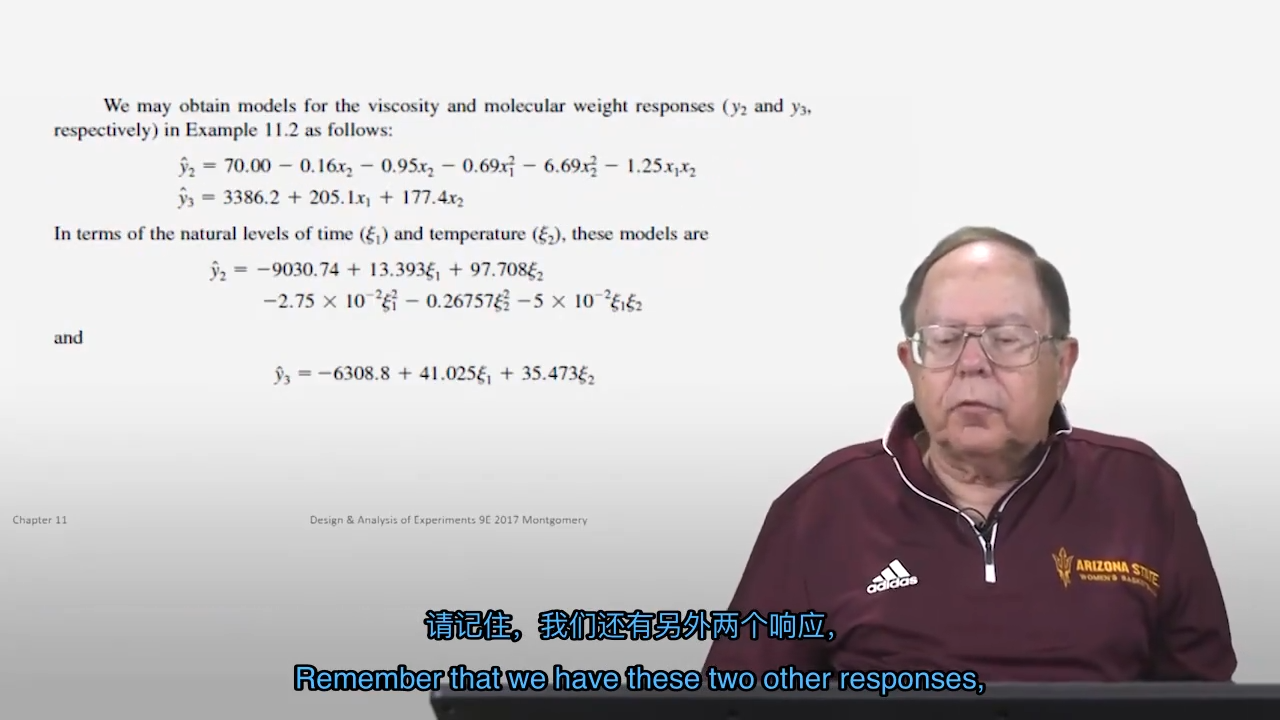 We may obtain models for the viscosity and molecular weight responses (y₂ and y₃,
respectively) in Example 11.2 as follows:
ŷ₂ = 70.00 − 0.16x₂ − 0.95x₂ − 0.69x₁² − 6.69x₂² − 1.25x₁x₂
ŷ₃ = 3386.2 + 205.1x₁ + 177.4x₂
In terms of the natural levels of time (ξ₁) and temperature (ξ₂), these models are
ŷ₂ = −9030.74 + 13.393ξ₁ + 97.708ξ₂
−2.75 × 10⁻²ξ₁² − 0.26757ξ₂² −5 × 10⁻²ξ₁ξ₂
and
ŷ₃ = −6308.8 + 41.025ξ₁ + 35.473ξ₂
Chapter 11
Design & Analysis of Experiments 9E 2017 Montgomery
adidas
ARIZONA STATE
请记住，我们还有另外两个响应，
Remember that we have these two other responses,